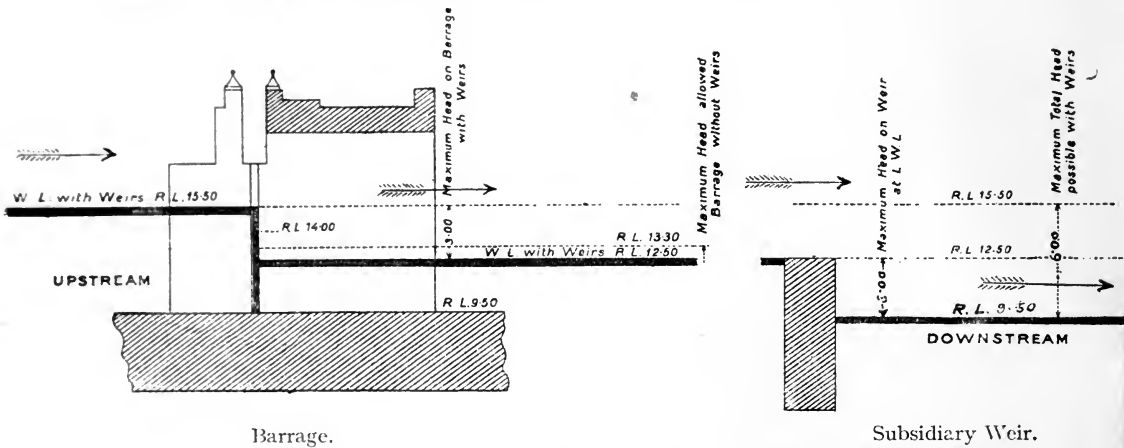 Maximum Head on Berrage
with Weirs
3·00
Maximum Head allowed
Barrage without Weirs
W L. with Weirs R L. 15·50
R L 14·00
R L. 13·30
W L with Weirs R L. 12·50
UPSTREAM
R L. 9·50
Barrage.
Maximum Head on Weir
at L W.L
3·00
Maximum Total Head
possible with Weirs
6·00
R.L 15·50
R.L. 12·50
R. L. 9·50
DOWNSTREAM
Subsidiary Weir.